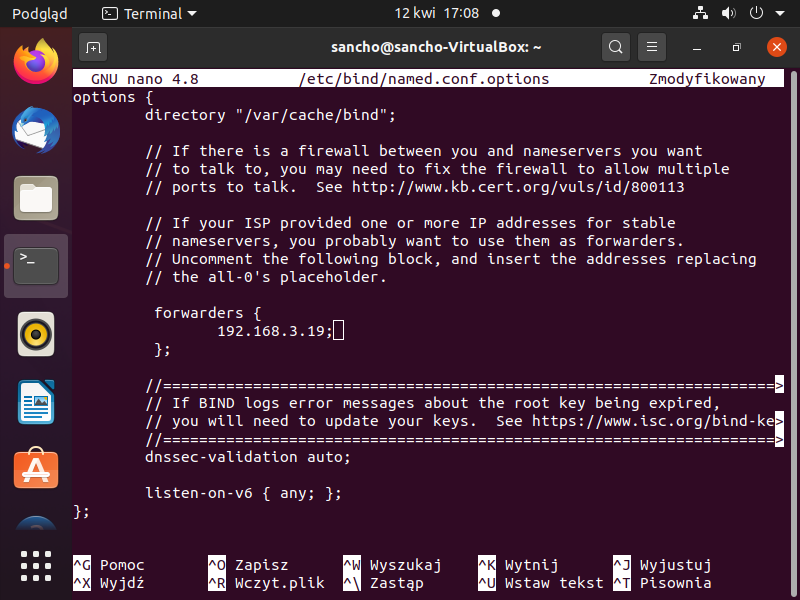 Podgląd Terminal 12 kwi 17:08
sancho@sancho-VirtualBox: ~
GNU nano 4.8 /etc/bind/named.conf.options Zmodyfikowany
options {
directory "/var/cache/bind";
// If there is a firewall between you and nameservers you want
// to talk to, you may need to fix the firewall to allow multiple
// ports to talk.  See http://www.kb.cert.org/vuls/id/800113
// If your ISP provided one or more IP addresses for stable
// nameservers, you probably want to use them as forwarders.
// Uncomment the following block, and insert the addresses replacing
// the all-0's placeholder.
forwarders {
192.168.3.19;
};
//====================================================================>
// If BIND logs error messages about the root key being expired,
// you will need to update your keys.  See https://www.isc.org/bind-ke>
//====================================================================>
dnssec-validation auto;
listen-on-v6 { any; };
};
^G Pomoc ^O Zapisz ^W Wyszukaj ^K Wytnij ^J Wyjustuj
^X Wyjdź ^R Wczyt.plik ^\ Zastąp ^U Wstaw tekst ^T Pisownia